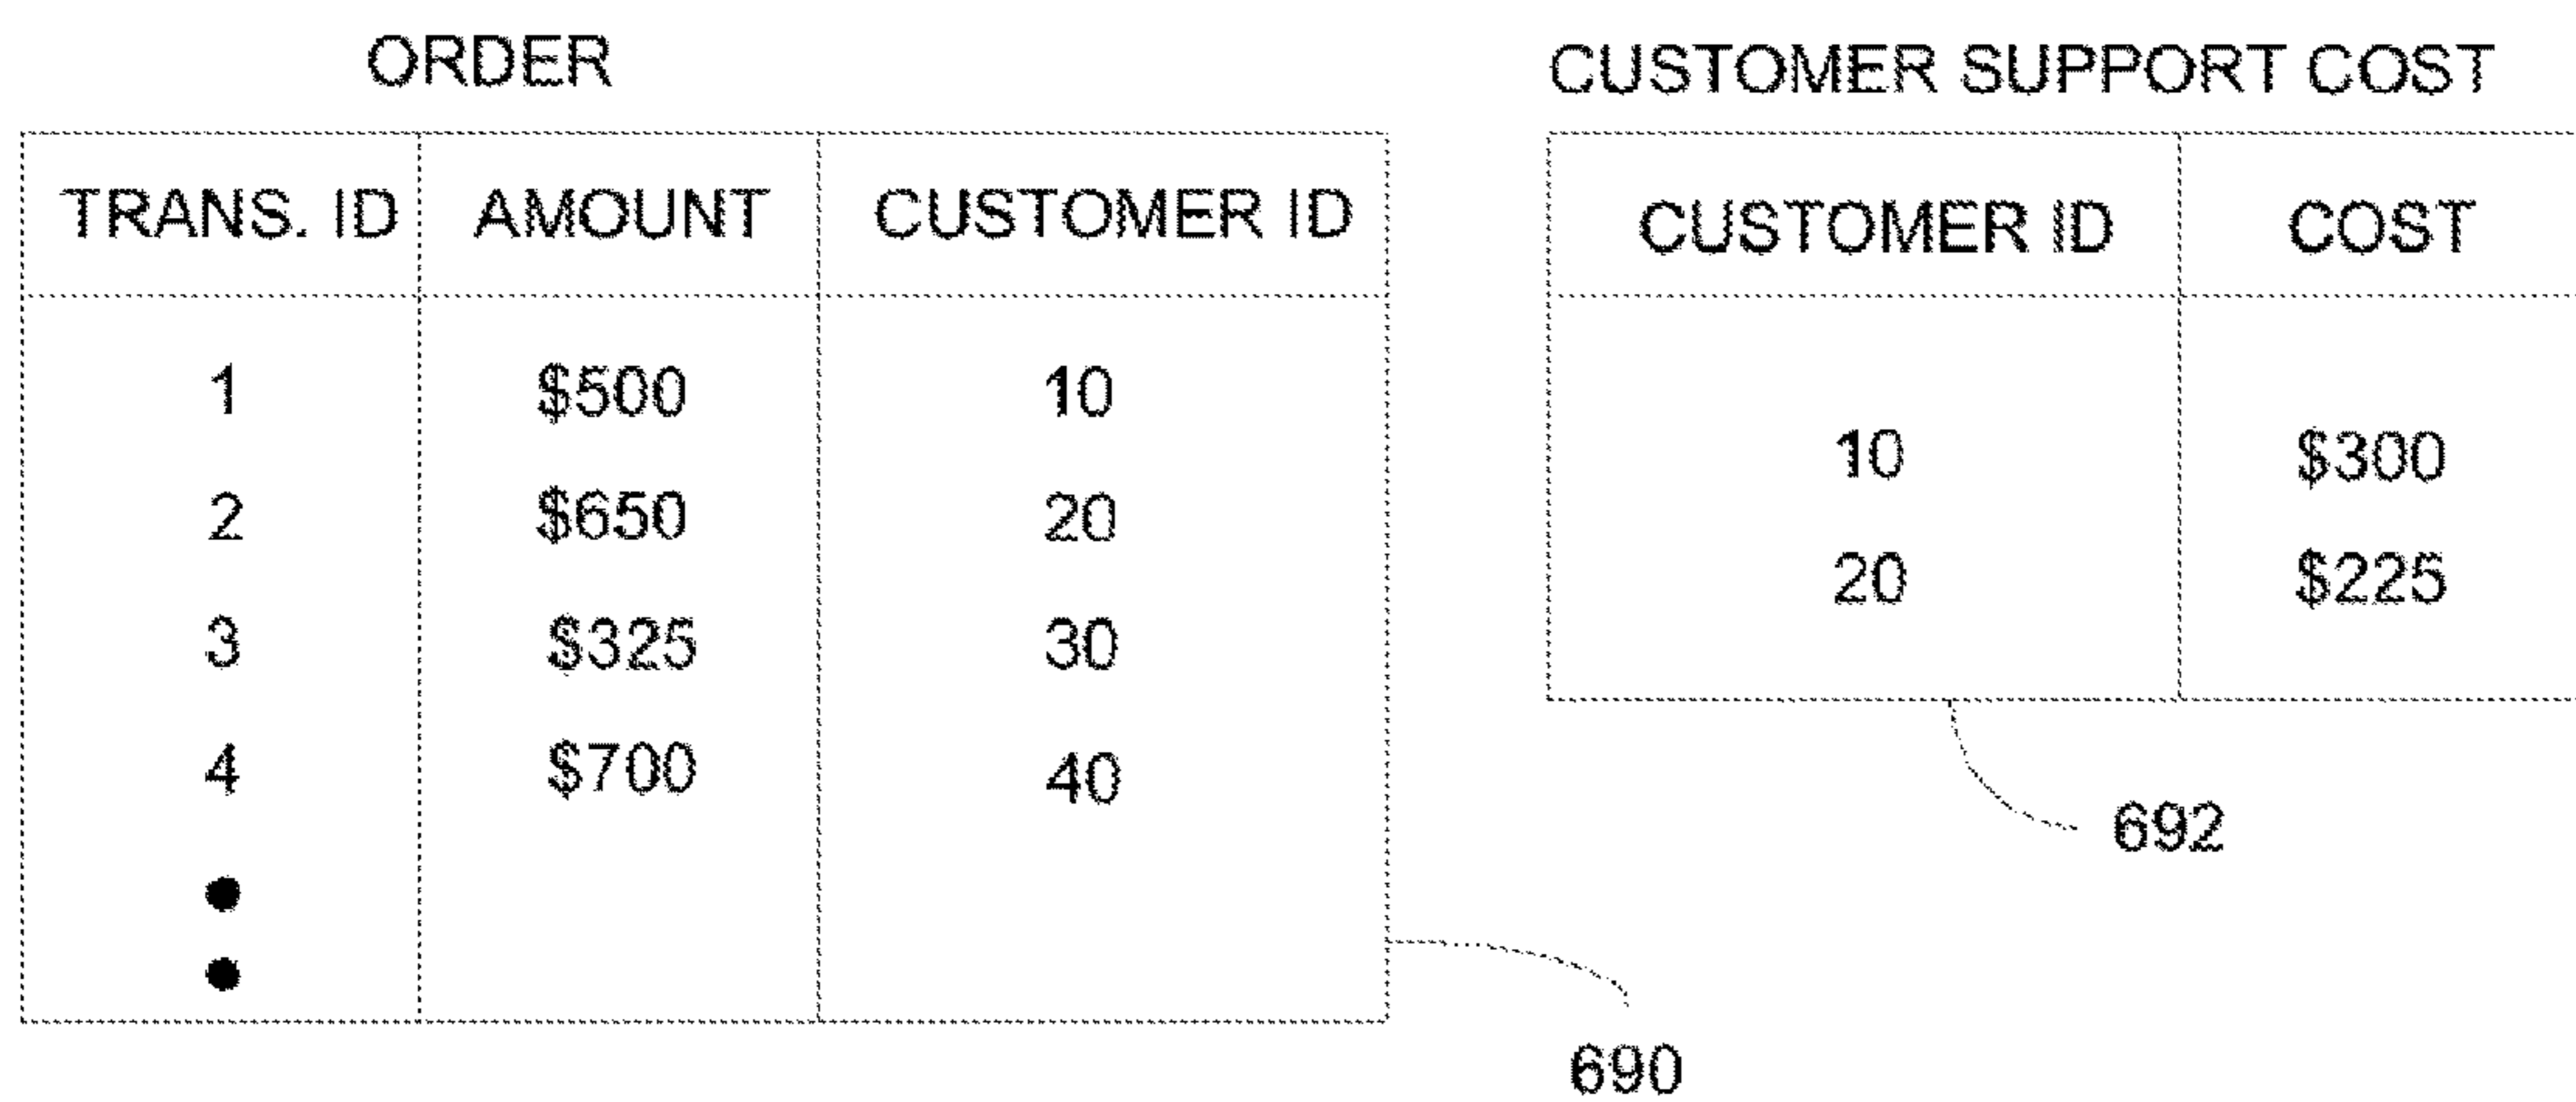 ORDER
TRANS. ID AMOUNT CUSTOMER ID
1 $500 10
2 $650 20
3 $325 30
4 $700 40
690
CUSTOMER SUPPORT COST
CUSTOMER ID COST
10 $300
20 $225
692